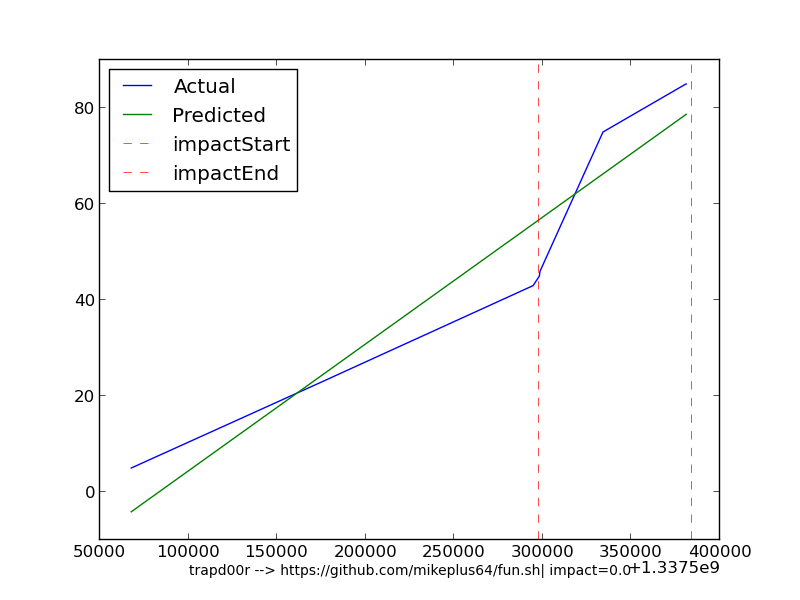 Actual
Predicted
impactStart
impactEnd
80
60
40
20
0
50000 100000 150000 200000 250000 300000 350000 400000
+1.3375e9
trapd00r --> https://github.com/mikeplus64/fun.sh| impact=0.0